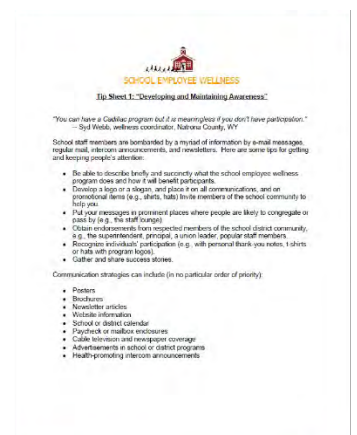 SCHOOL EMPLOYEE WELLNESS
Tip Sheet 1: "Developing and Maintaining Awareness"
"You can have a Cadillac program but it is meaningless if you don't have participation."
-- Syd Webb, wellness coordinator, Natrona County, WY
School staff members are bombarded by a myriad of information by e-mail messages,
regular mail, intercom announcements, and newsletters. Here are some tips for getting
and keeping people's attention:
• Be able to describe briefly and succinctly what the school employee wellness
program does and how it will benefit participants.
• Develop a logo or a slogan, and place it on all communications, and on
promotional items (e.g., shirts, hats) Invite members of the school community to
help you.
• Put your messages in prominent places where people are likely to congregate or
pass by (e.g., the staff lounge).
• Obtain endorsements from respected members of the school district community,
e.g., the superintendent, principal, a union leader, popular staff members.
• Recognize individuals' participation (e.g., with personal thank-you notes, t-shirts
or hats with program logos).
• Gather and share success stories.
Communication strategies can include (in no particular order of priority):
• Posters
• Brochures
• Newsletter articles
• Website information
• School or district calendar
• Paycheck or mailbox enclosures
• Cable television and newspaper coverage
• Advertisements in school or district programs
• Health-promoting intercom announcements